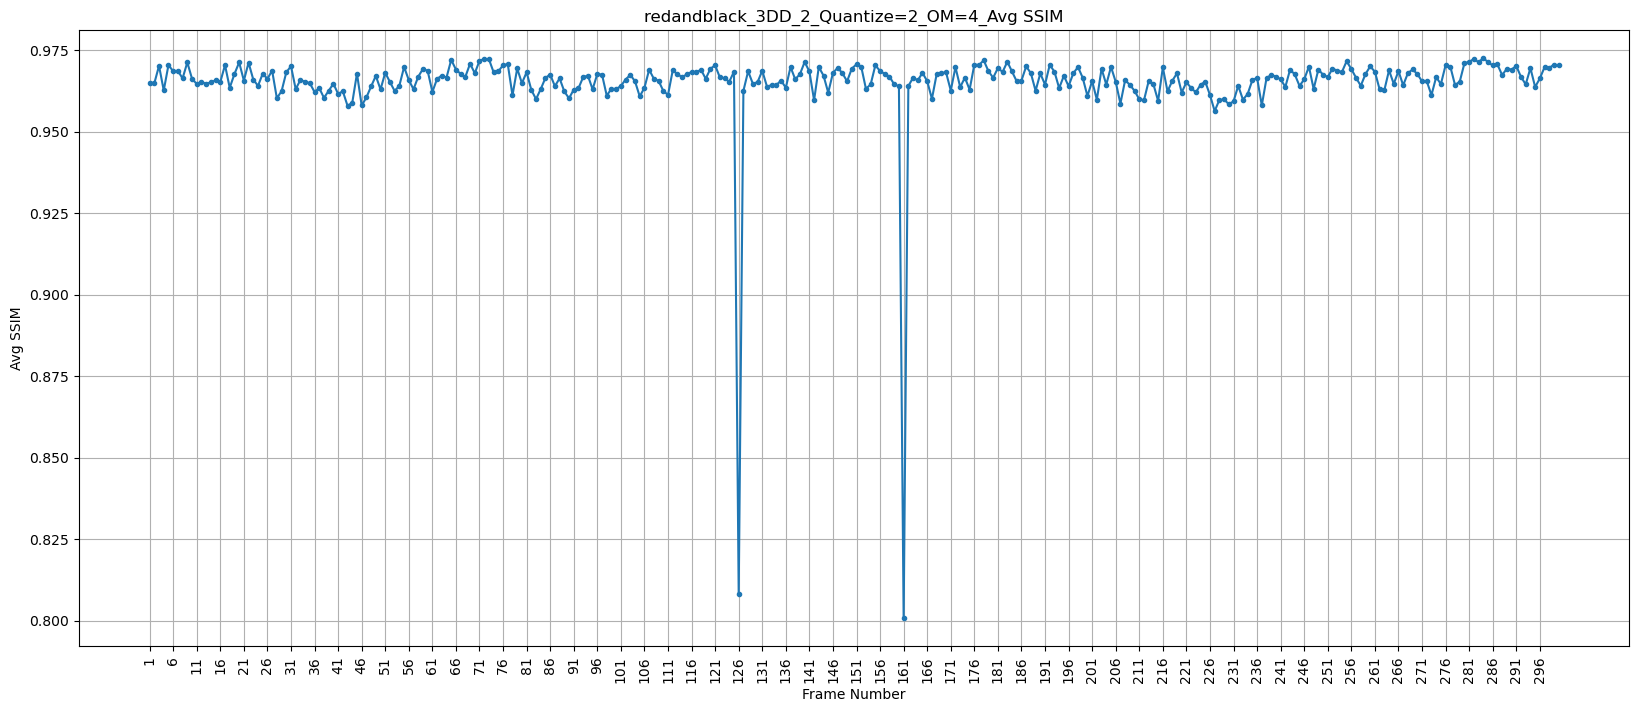 redandblack_3DD_2_Quantize=2_OM=4_Avg SSIM
0.975
0.950
0.925
0.900
0.875
0.850
0.825
0.800
Avg SSIM
1 6 11 16 21 26 31 36 41 46 51 56 61 66 71 76 81 86 91 96 101 106 111 116 121 126 131 136 141 146 151 156 161 166 171 176 181 186 191 196 201 206 211 216 221 226 231 236 241 246 251 256 261 266 271 276 281 286 291 296
Frame Number